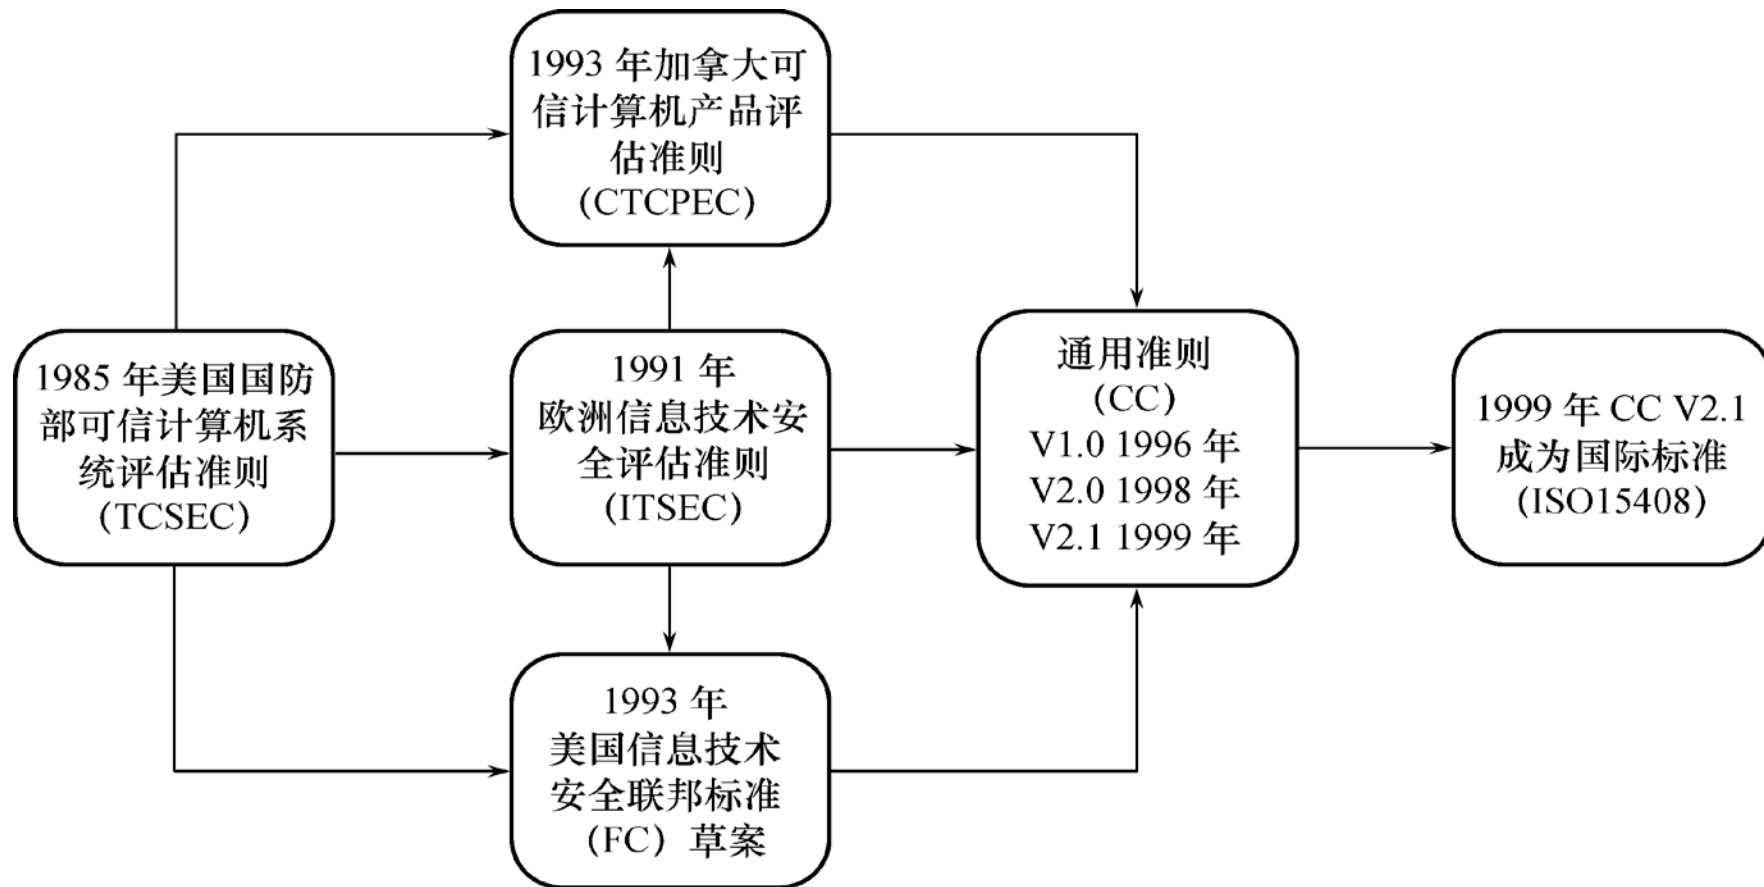 1993 年加拿大可
信计算机产品评
估准则
(CTCPEC)
1985 年美国国防
部可信计算机系
统评估准则
(TCSEC)
1991 年
欧洲信息技术安
全评估准则
(ITSEC)
1993 年
美国信息技术
安全联邦标准
(FC) 草案
通用准则
(CC)
V1.0 1996 年
V2.0 1998 年
V2.1 1999 年
1999 年 CC V2.1
成为国际标准
(ISO15408)